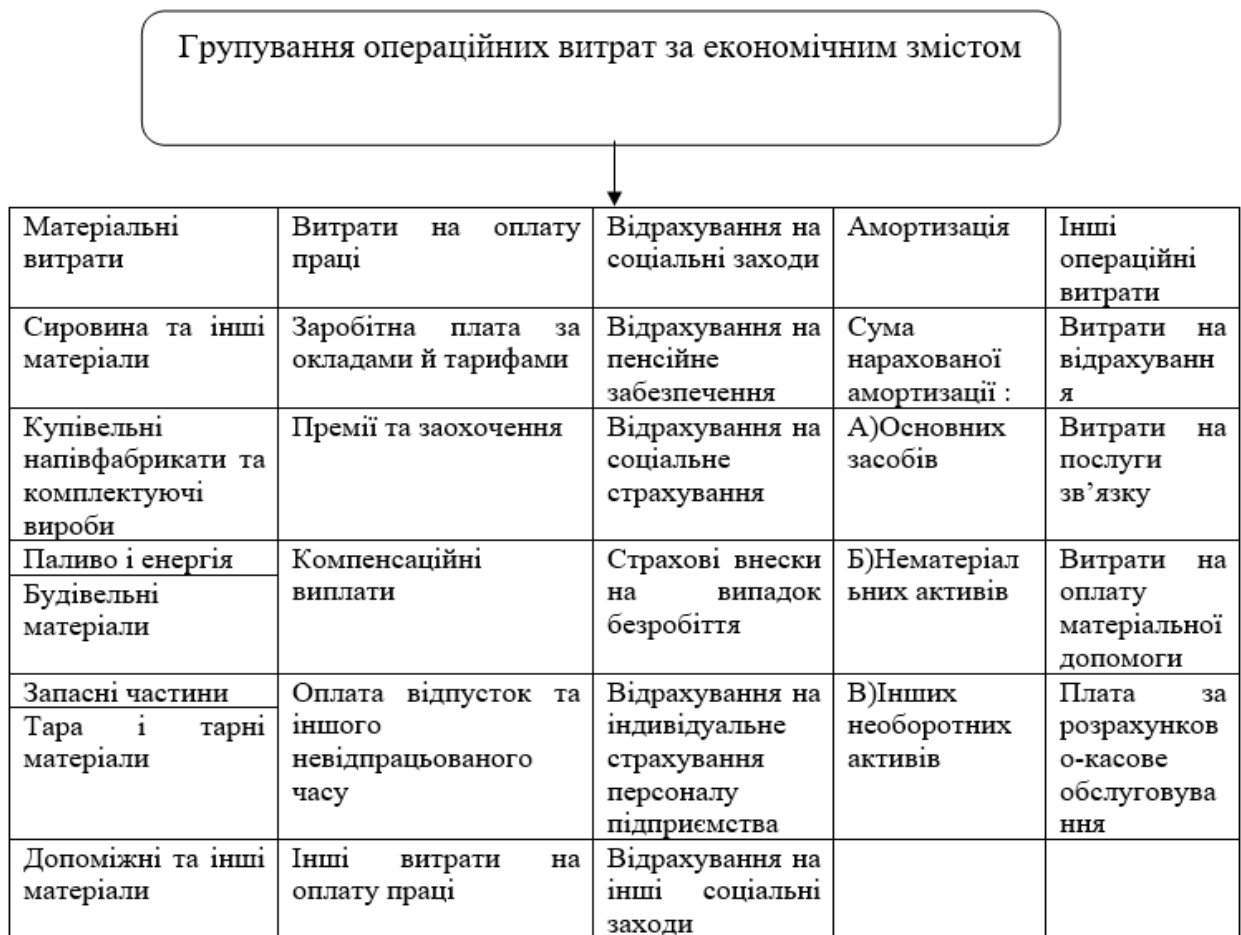 Групування операційних витрат за економічним змістом
Матеріальні
витрати
Витрати на оплату
праці
Відрахування на
соціальні заходи
Амортизація
Інші
операційні
витрати
Сировина та інші
матеріали
Заробітна плата за
окладами й тарифами
Відрахування на
пенсійне
забезпечення
Сума
нарахованої
амортизації :
Витрати на
відрахуванн
я
Купівельні
напівфабрикати та
комплектуючі
вироби
Премії та заохочення
Відрахування на
соціальне
страхування
А)Основних
засобів
Витрати на
послуги
зв’язку
Паливо і енергія
Будівельні
матеріали
Компенсаційні
виплати
Страхові внески
на випадок
безробіття
Б)Нематеріал
ьних активів
Витрати на
оплату
матеріальної
допомоги
Запасні частини
Тара і тарні
матеріали
Оплата відпусток та
іншого
невідпрацьованого
часу
Відрахування на
індивідуальне
страхування
персоналу
підприємства
В)Інших
необоротних
активів
Плата за
розрахунков
о-касове
обслуговува
ння
Допоміжні та інші
матеріали
Інші витрати на
оплату праці
Відрахування на
інші соціальні
заходи